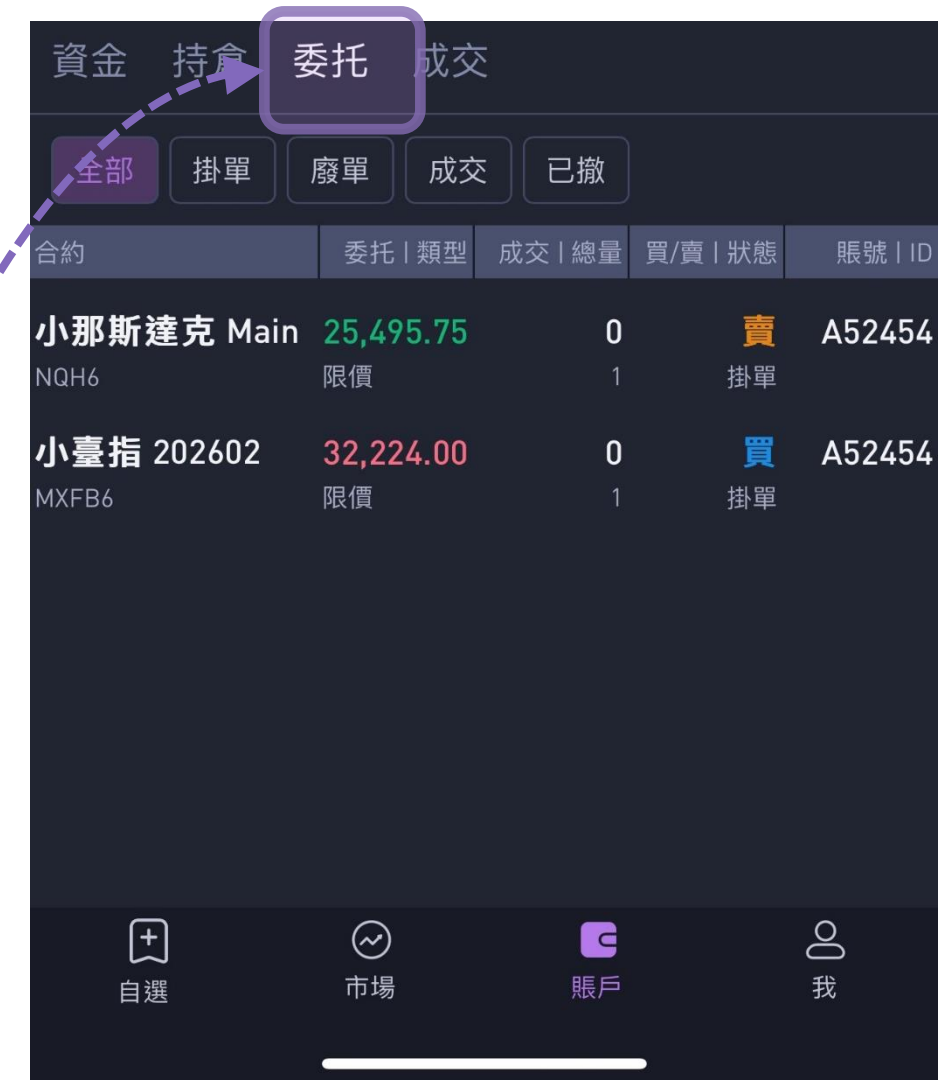 資金 持倉 委托 成交
全部 掛單 廢單 成交 已撤
合約 委托 | 類型 成交 | 總量 買/賣 | 狀態 賬號 | ID
小那斯達克 Main 25,495.75 0 賣 A52454
NQH6 限價 1 掛單
小臺指 202602 32,224.00 0 買 A52454
MXFB6 限價 1 掛單
自選 市場 賬戶 我